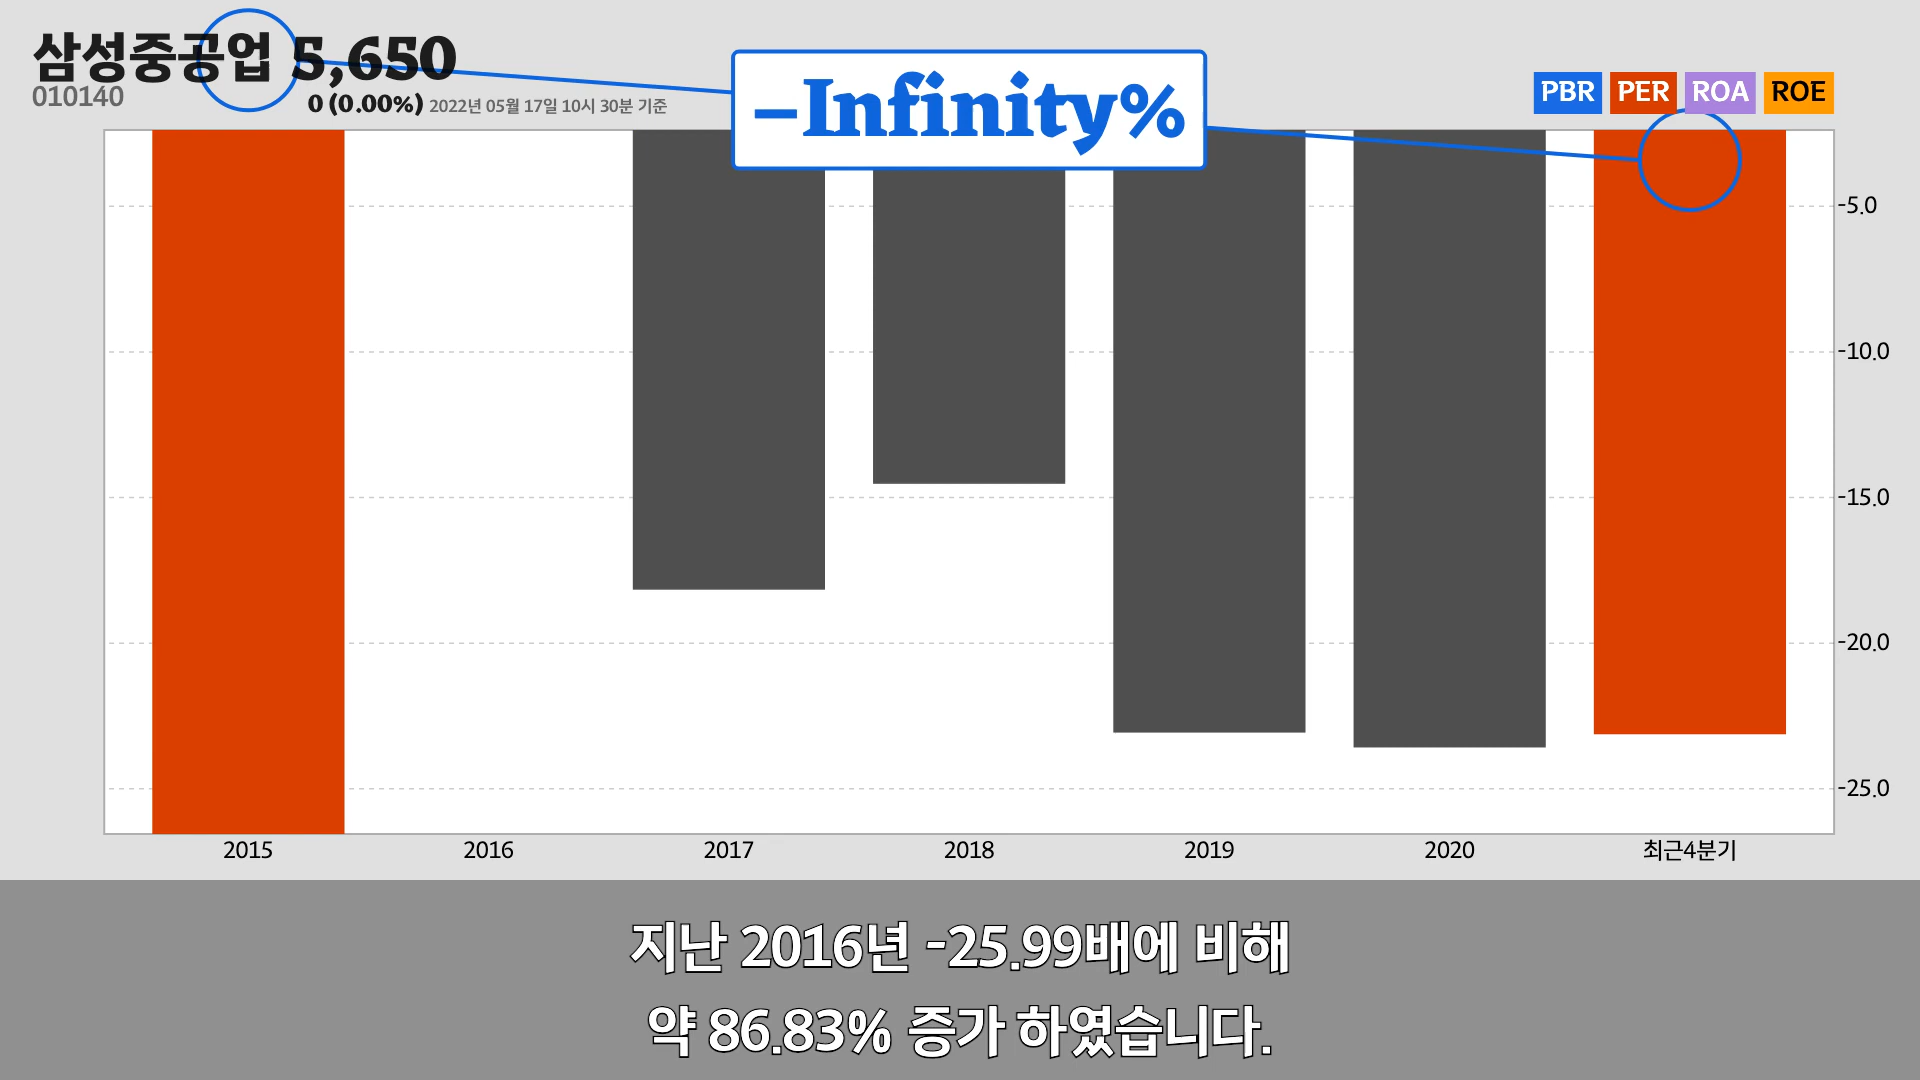 삼성중공업 5,650
010140
0 (0.00%) 2022년 05월 17일 10시 30분 기준
–Infinity%
PBR PER ROA ROE
-5.0
-10.0
-15.0
-20.0
-25.0
2015 2016 2017 2018 2019 2020 최근4분기
지난 2016년 -25.99배에 비해
약 86.83% 증가 하였습니다.